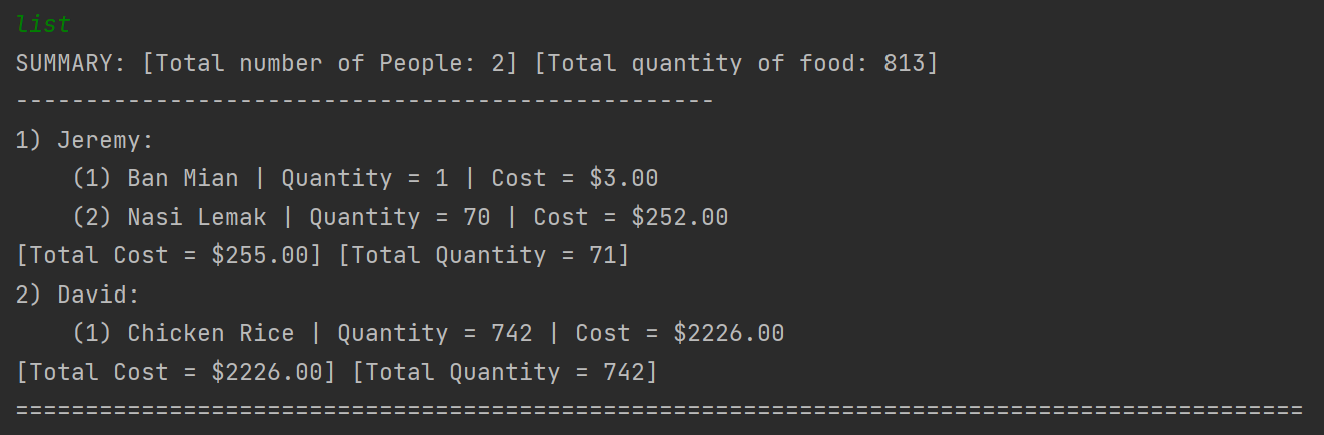 list
SUMMARY: [Total number of People: 2] [Total quantity of food: 813]
--------------------------------------------------
1) Jeremy:
    (1) Ban Mian | Quantity = 1 | Cost = $3.00
    (2) Nasi Lemak | Quantity = 70 | Cost = $252.00
[Total Cost = $255.00] [Total Quantity = 71]
2) David:
    (1) Chicken Rice | Quantity = 742 | Cost = $2226.00
[Total Cost = $2226.00] [Total Quantity = 742]
============================================================================================